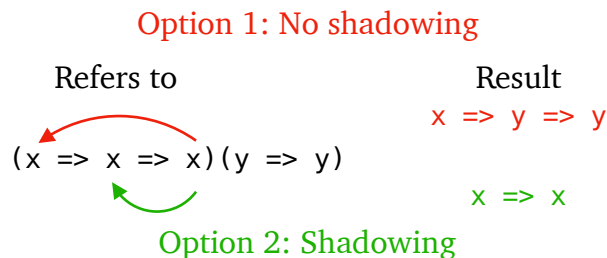 Option 1: No shadowing
Refers to
Result
x => y => y
(x => x => x)(y => y)
x => x
Option 2: Shadowing